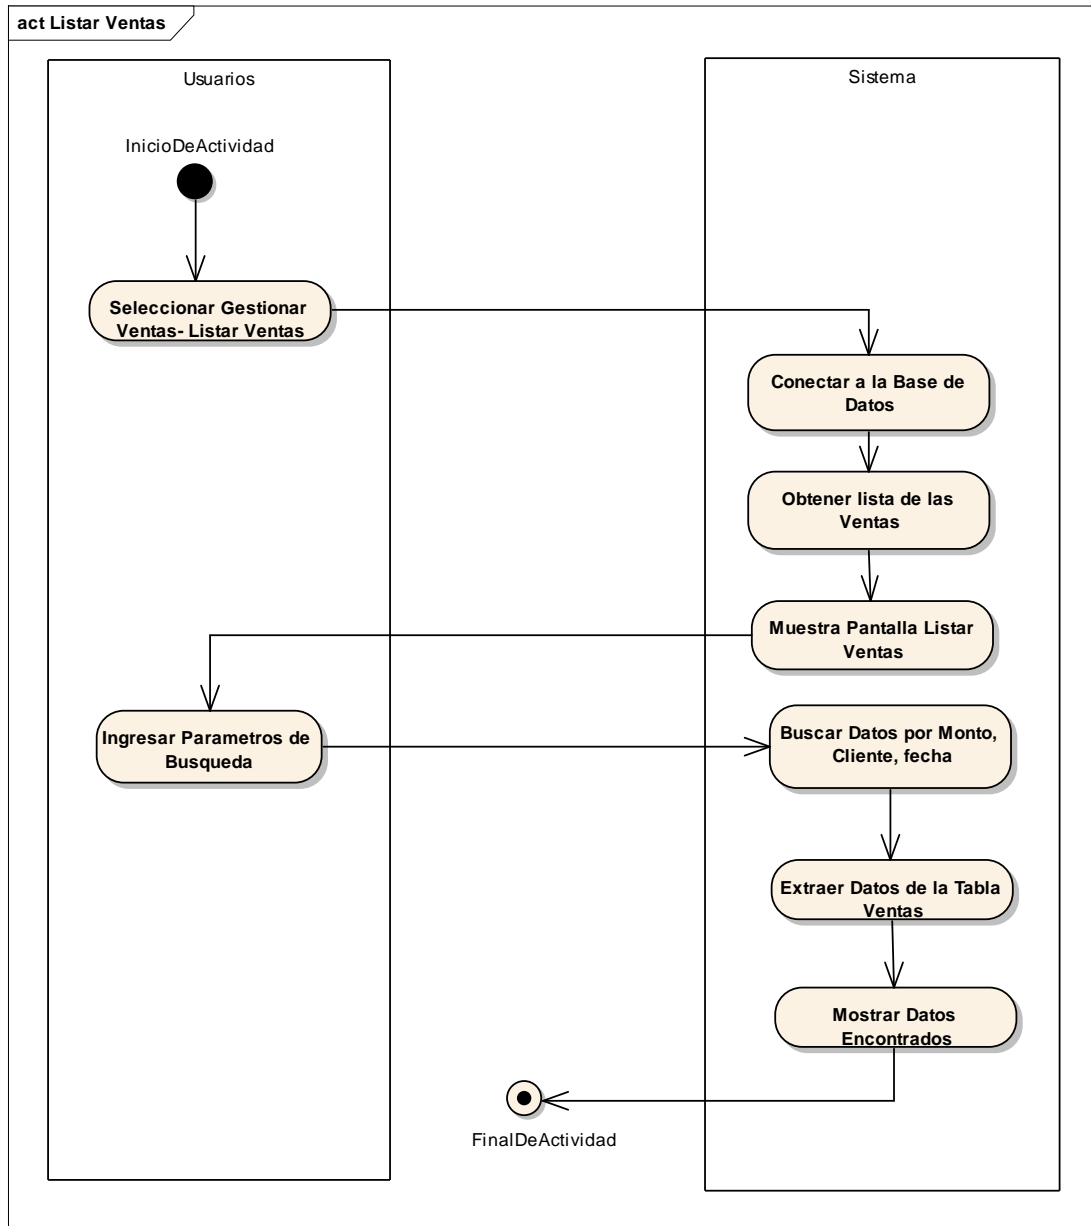 act Listar Ventas
Usuarios
Sistema
InicioDeActividad
Seleccionar Gestionar
Ventas- Listar Ventas
Conectar a la Base de
Datos
Obtener lista de las
Ventas
Muestra Pantalla Listar
Ventas
Ingresar Parametros de
Busqueda
Buscar Datos por Monto,
Cliente, fecha
Extraer Datos de la Tabla
Ventas
Mostrar Datos
Encontrados
FinalDeActividad